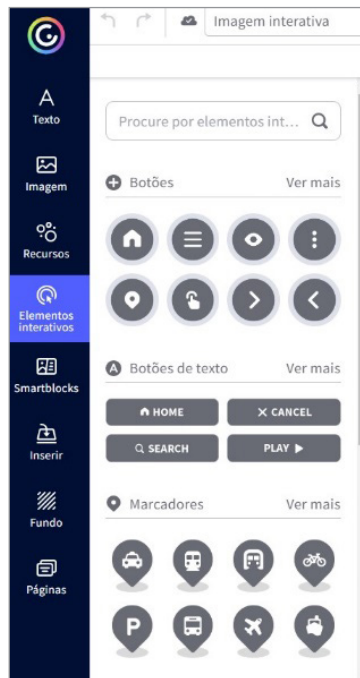 Imagem interativa
Texto
Imagem
Recursos
Elementos
interativos
Smartblocks
Inserir
Fundo
Páginas
Procure por elementos int...
Botões Ver mais
A Botões de texto Ver mais
HOME CANCEL
SEARCH PLAY
Marcadores Ver mais
P